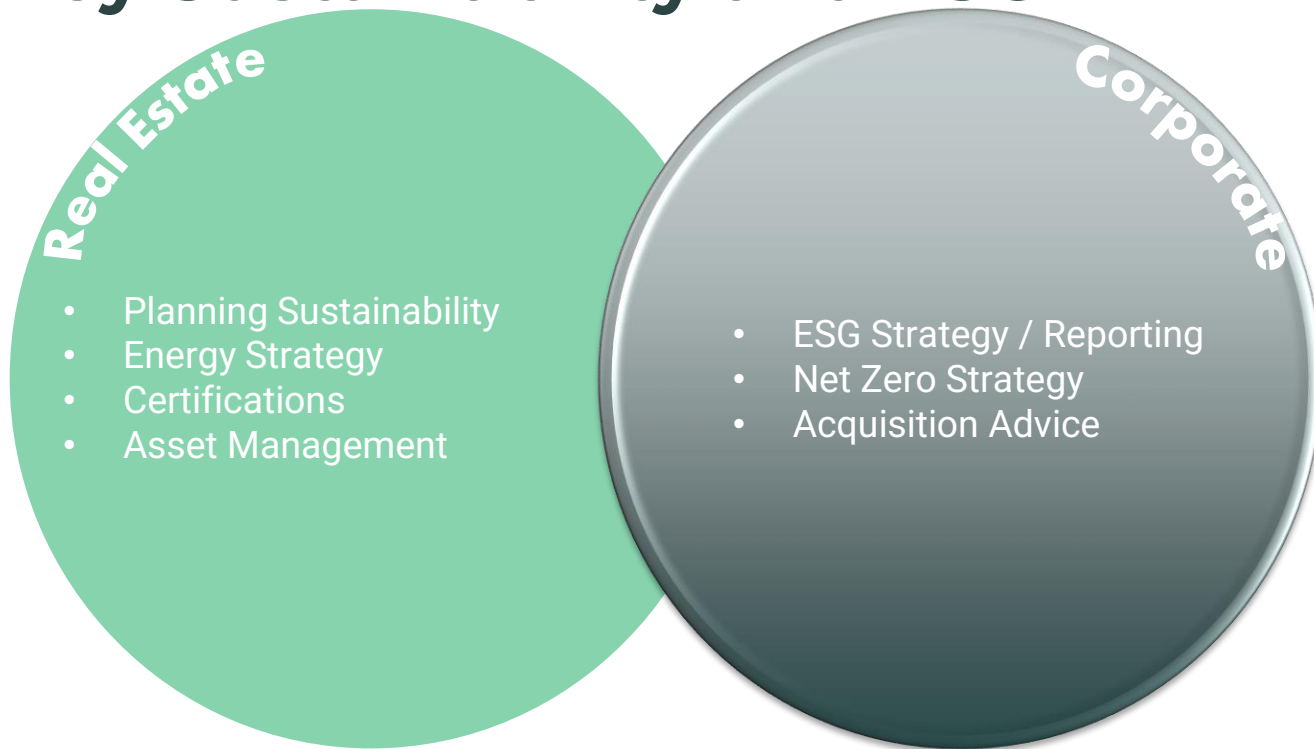 Real Estate
• Planning Sustainability
• Energy Strategy
• Certifications
• Asset Management
Corporate
• ESG Strategy / Reporting
• Net Zero Strategy
• Acquisition Advice